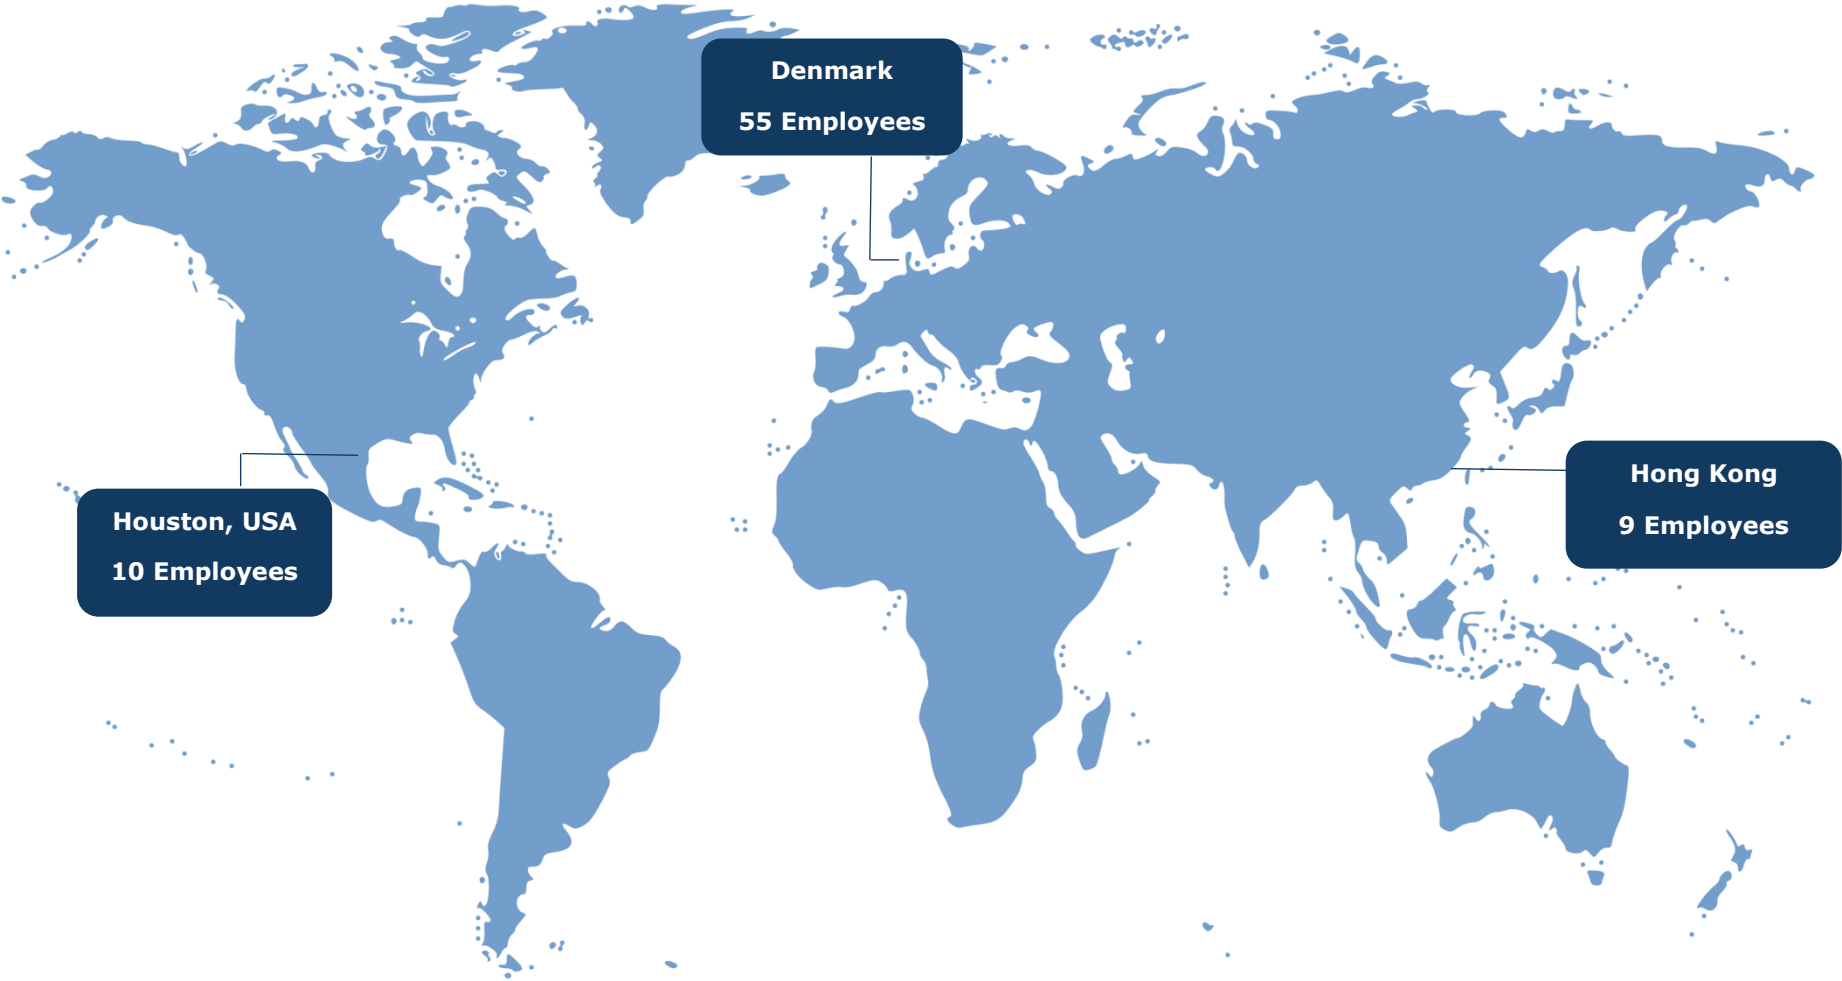 Denmark
55 Employees
Houston, USA
10 Employees
Hong Kong
9 Employees